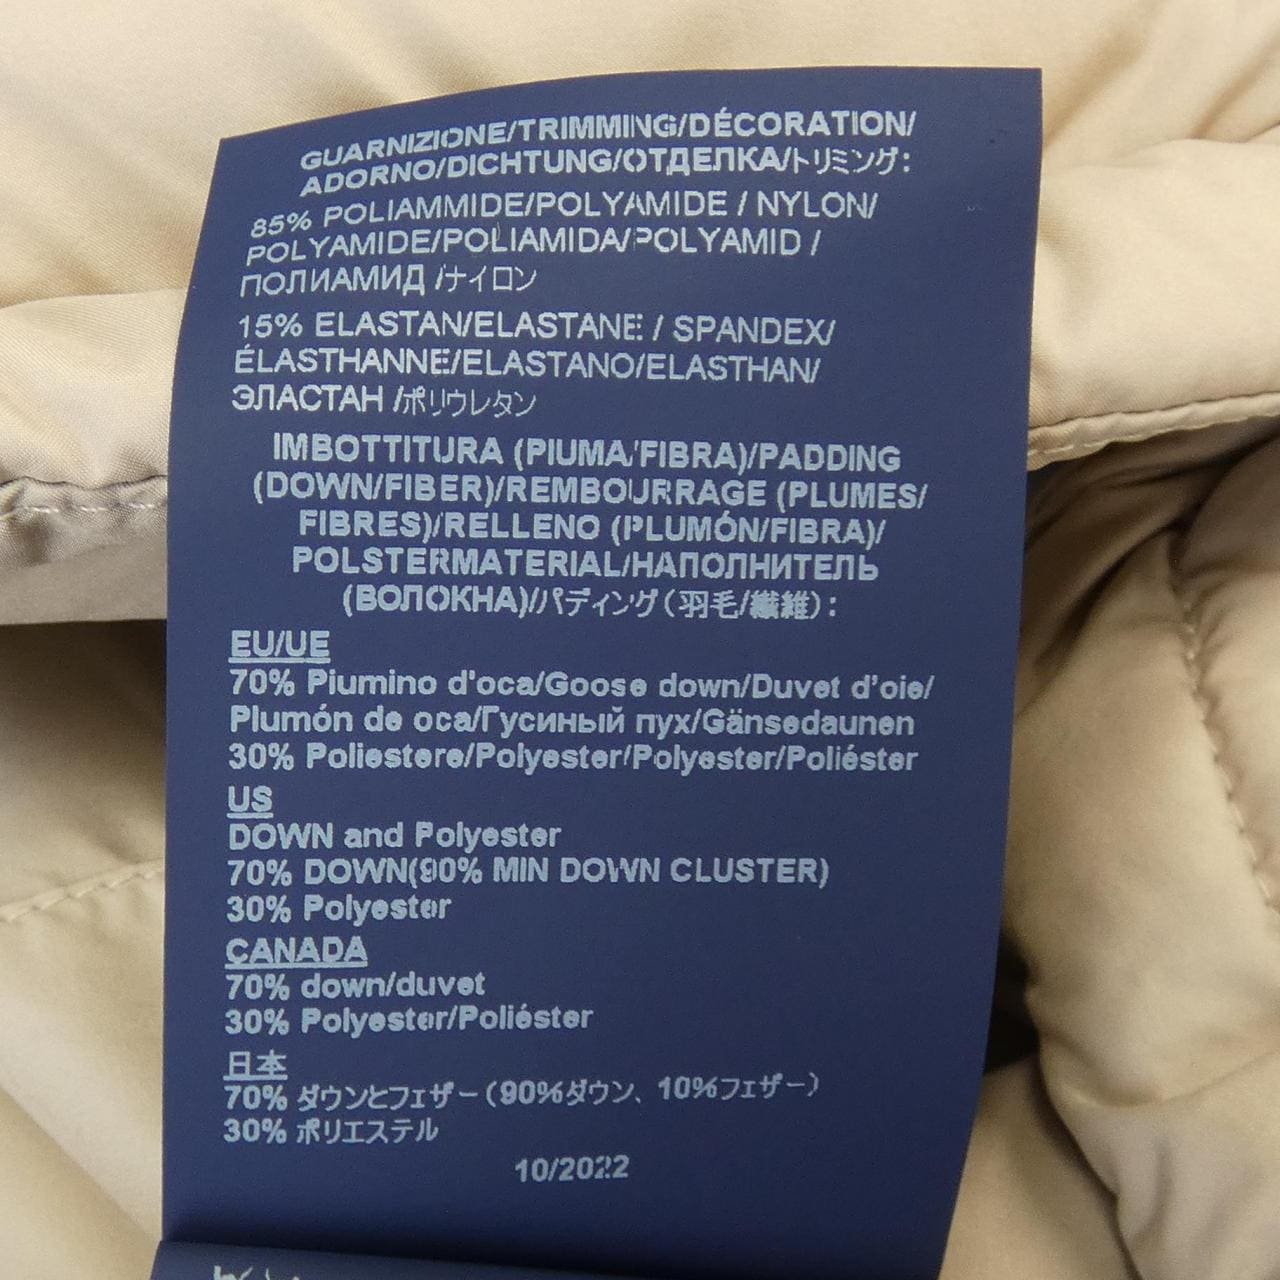 GUARNIZIONE/TRIMMING/DÉCORATION/
ADORNO/DICHTUNG/ОТДЕЛКА/トリミング:
85% POLIAMMIDE/POLYAMIDE / NYLON/
POLYAMIDE/POLIAMIDA/POLYAMID /
ПОЛИАМИД /ナイロン
15% ELASTAN/ELASTANE / SPANDEX/
ÉLASTHANNE/ELASTANO/ELASTHAN/
ЭЛАСТАН /ポリウレタン
IMBOTTITURA (PIUMA/FIBRA)/PADDING
(DOWN/FIBER)/REMBOURRAGE (PLUMES/
FIBRES)/RELLENO (PLUMÓN/FIBRA)/
POLSTERMATERIAL/НАПОЛНИТЕЛЬ
(ВОЛОКНА)/パディング(羽毛/繊維):
EU/UE
70% Piumino d'oca/Goose down/Duvet d'oie/
Plumón de oca/Гусиный пух/Gänsedaunen
30% Poliestere/Polyester/Polyester/Poliéster
US
DOWN and Polyester
70% DOWN(90% MIN DOWN CLUSTER)
30% Polyester
CANADA
70% down/duvet
30% Polyester/Poliéster
日本
70% ダウンとフェザー(90%ダウン、10%フェザー)
30% ポリエステル
10/2022